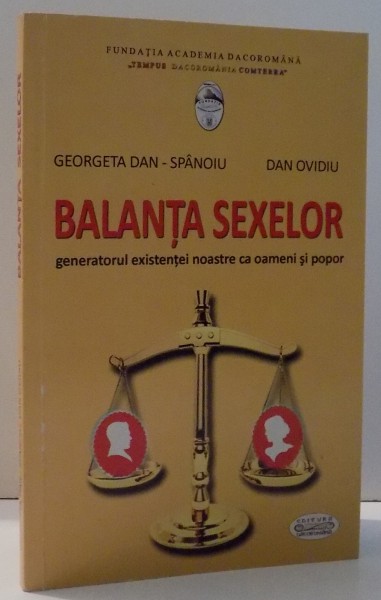 FUNDAȚIA ACADEMIA DACOROMÂNĂ
„TEMPUS DACOROMÂNIA COMTERRA”
GEORGETA DAN - SPÂNOIU DAN OVIDIU
BALANȚA SEXELOR
generatorul existenței noastre ca oameni și popor
BALANȚA SEXELOR
EDITURA